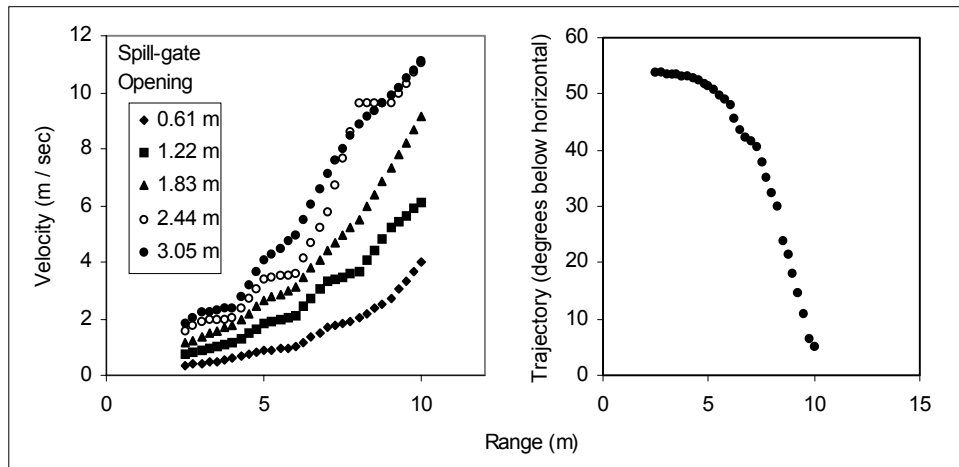 Spill-gate
Opening
0.61 m
1.22 m
1.83 m
2.44 m
3.05 m
Velocity (m / sec)
12
10
8
6
4
2
0
0 5 10
Trajectory (degrees below horizontal)
60
50
40
30
20
10
0
0 5 10 15
Range (m)